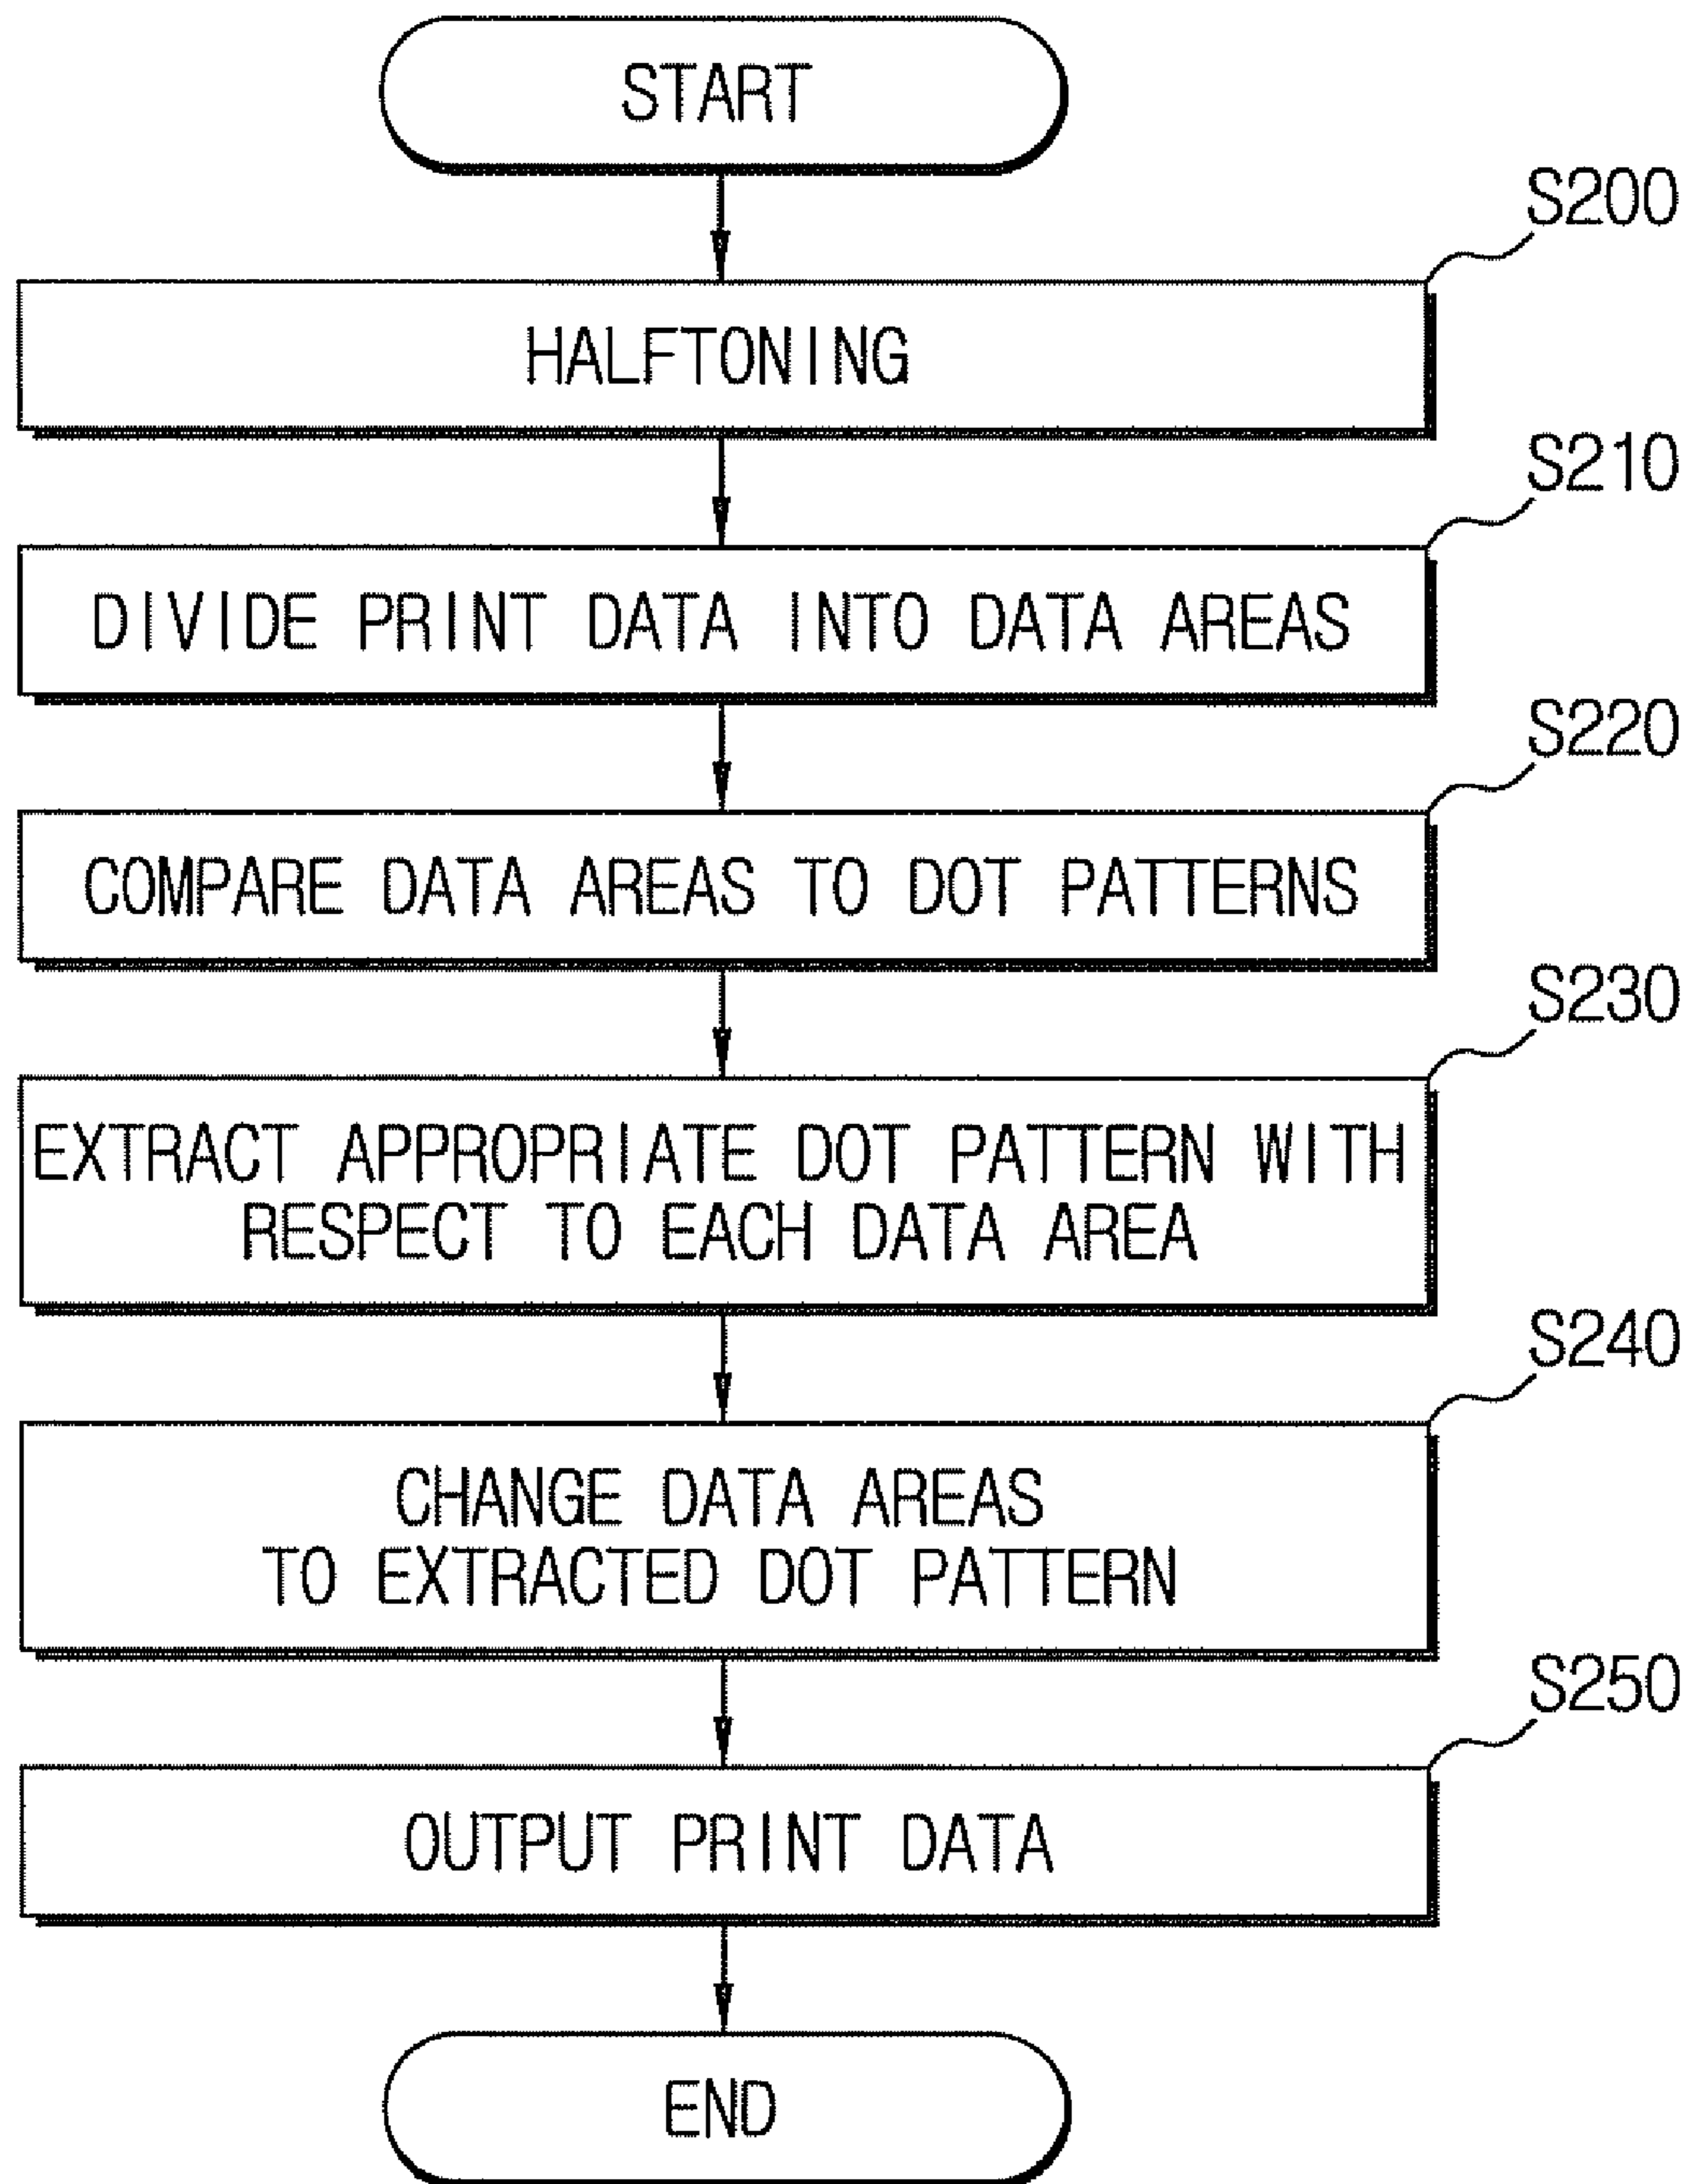 START
S200
HALFTONING
S210
DIVIDE PRINT DATA INTO DATA AREAS
S220
COMPARE DATA AREAS TO DOT PATTERNS
S230
EXTRACT APPROPRIATE DOT PATTERN WITH
RESPECT TO EACH DATA AREA
S240
CHANGE DATA AREAS
TO EXTRACTED DOT PATTERN
S250
OUTPUT PRINT DATA
END